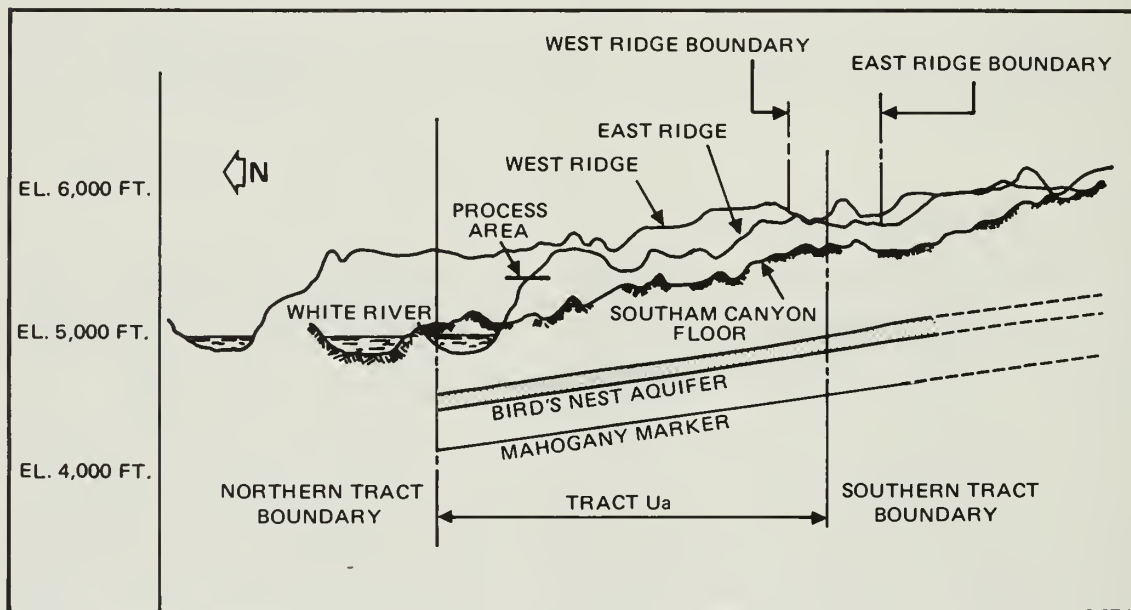 WEST RIDGE
BOUNDARY
EAST RIDGE
BOUNDARY
EAST RIDGE
WEST RIDGE
N
EL. 6,000 FT.
PROCESS
AREA
WHITE RIVER
SOUTHAM CANYON
FLOOR
EL. 5,000 FT.
BIRD'S NEST AQUIFER
MAHOGANY MARKER
EL. 4,000 FT.
NORTHERN TRACT
BOUNDARY
TRACT Ua
SOUTHERN TRACT
BOUNDARY